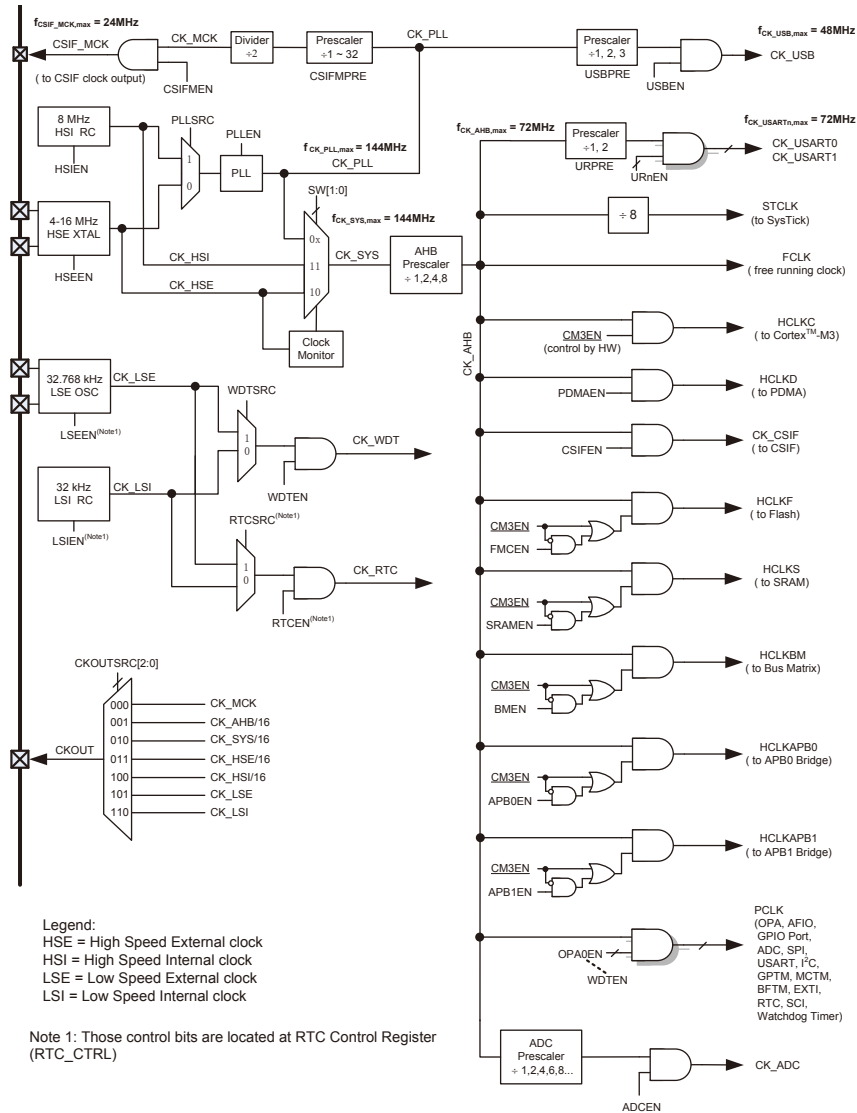 fCSIF_MCK,max = 24MHz
CSIF_MCK
( to CSIF clock output)
CSIFMEN
CK_MCK
Divider
÷2
Prescaler
÷1 ~ 32
CSIFMPRE
CK_PLL
Prescaler
÷1, 2, 3
USBPRE
USBEN
fCK_USB,max = 48MHz
CK_USB
8 MHz
HSI RC
HSIEN
PLLSRC
1
0
PLLEN
PLL
fCK_PLL,max = 144MHz
CK_PLL
4-16 MHz
HSE XTAL
HSEEN
CK_HSI
CK_HSE
SW[1:0]
0x
11
10
fCK_SYS,max = 144MHz
CK_SYS
Clock
Monitor
AHB
Prescaler
÷ 1,2,4,8
fCK_AHB,max = 72MHz
CK_AHB
Prescaler
÷1, 2
URPRE
URnEN
fCK_USARTn,max = 72MHz
CK_USART0
CK_USART1
÷ 8
STCLK
(to SysTick)
FCLK
( free running clock)
CM3EN
(control by HW)
HCLKC
( to Cortex™-M3)
PDMAEN
HCLKD
( to PDMA)
CSIFEN
CK_CSIF
( to CSIF)
CM3EN
FMCEN
HCLKF
( to Flash)
CM3EN
SRAMEN
HCLKS
( to SRAM)
CM3EN
BMEN
HCLKBM
( to Bus Matrix)
CM3EN
APB0EN
HCLKAPB0
( to APB0 Bridge)
CM3EN
APB1EN
HCLKAPB1
( to APB1 Bridge)
OPA0EN
WDTEN
PCLK
(OPA, AFIO,
GPIO Port,
ADC, SPI,
USART, I²C,
GPTM, MCTM,
BFTM, EXTI,
RTC, SCI,
Watchdog Timer)
ADC
Prescaler
÷ 1,2,4,6,8...
ADCEN
CK_ADC
32.768 kHz
LSE OSC
LSEEN(Note1)
CK_LSE
32 kHz
LSI RC
LSIEN(Note1)
CK_LSI
WDTSRC
1
0
WDTEN
CK_WDT
RTCSRC(Note1)
1
0
RTCEN(Note1)
CK_RTC
CKOUTSRC[2:0]
CKOUT
000 CK_MCK
001 CK_AHB/16
010 CK_SYS/16
011 CK_HSE/16
100 CK_HSI/16
101 CK_LSE
110 CK_LSI
Legend:
HSE = High Speed External clock
HSI = High Speed Internal clock
LSE = Low Speed External clock
LSI = Low Speed Internal clock
Note 1: Those control bits are located at RTC Control Register
(RTC_CTRL)